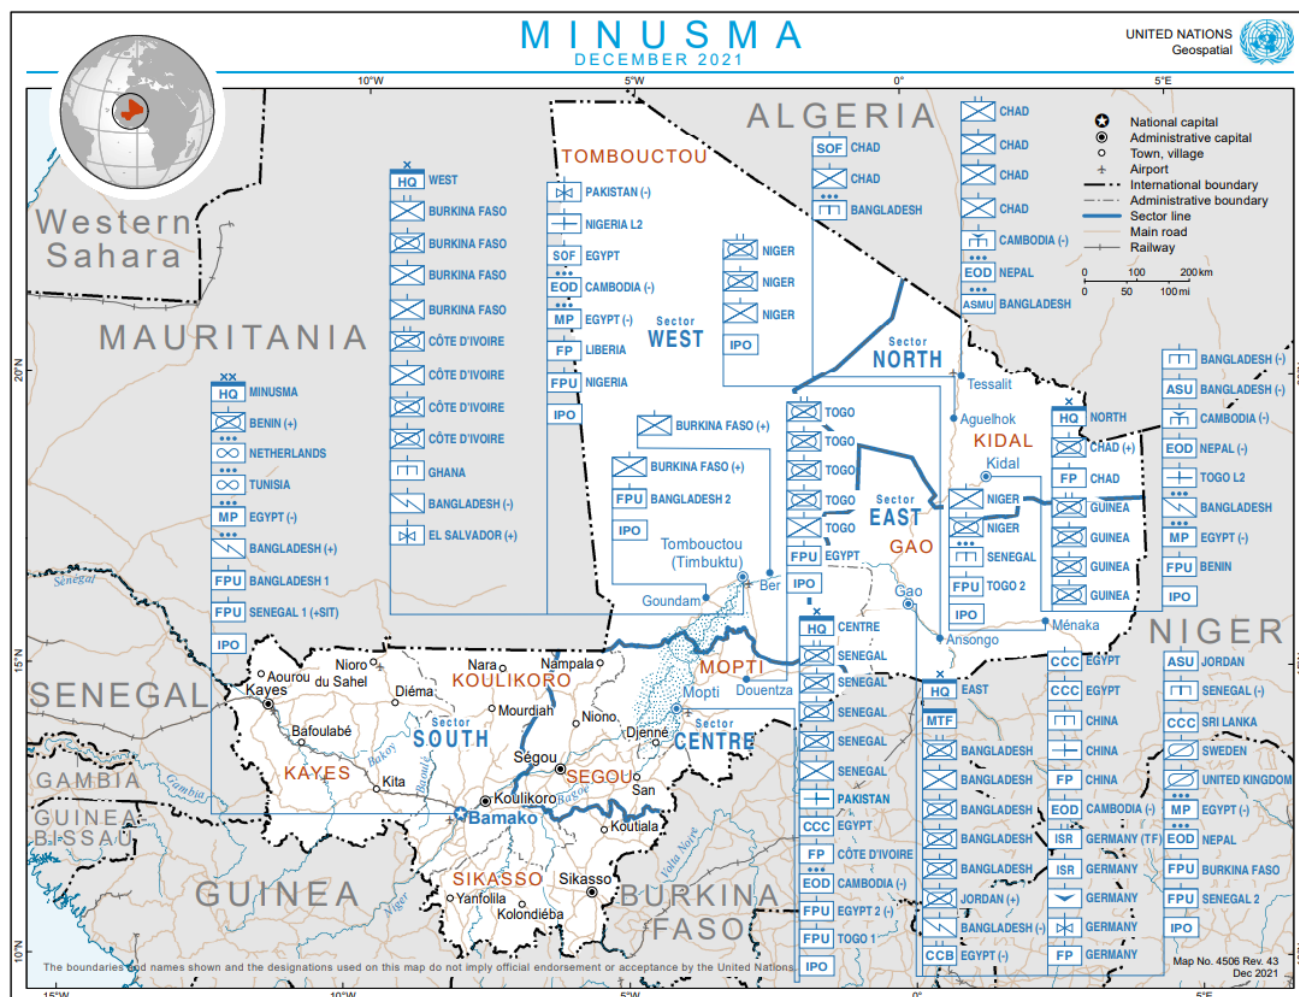 MINUSMA
DECEMBER 2021
UNITED NATIONS
Geospatial
10°W
5°W
0°
5°E
National capital
Administrative capital
Town, village
Airport
International boundary
Administrative boundary
Sector line
Main road
Railway
0 100 200 km
0 50 100 mi
ALGERIA
Western
Sahara
MAURITANIA
SENEGAL
GAMBIA
GUINEA-
BISSAU
GUINEA
BURKINA
FASO
NIGER
20°N
15°N
10°N
15°N
TOMBOUCTOU
KIDAL
GAO
MOPTI
KOULIKORO
KAYES
SEGOU
SIKASSO
Sector
WEST
Sector
NORTH
Sector
EAST
Sector
CENTRE
Sector
SOUTH
HQ MINUSMA
BENIN (+)
NETHERLANDS
TUNISIA
MP EGYPT (-)
BANGLADESH (+)
FPU BANGLADESH 1
FPU SENEGAL 1 (+SIT)
IPO
HQ WEST
BURKINA FASO
BURKINA FASO
BURKINA FASO
BURKINA FASO
CÔTE D'IVOIRE
CÔTE D'IVOIRE
CÔTE D'IVOIRE
CÔTE D'IVOIRE
GHANA
BANGLADESH (-)
EL SALVADOR (+)
PAKISTAN (-)
NIGERIA L2
SOF EGYPT
EOD CAMBODIA (-)
MP EGYPT (-)
FP LIBERIA
FPU NIGERIA
IPO
BURKINA FASO (+)
BURKINA FASO (+)
FPU BANGLADESH 2
IPO
NIGER
NIGER
NIGER
IPO
SOF CHAD
CHAD
BANGLADESH
CHAD
CHAD
CHAD
CHAD
CAMBODIA (-)
EOD NEPAL
ASMU BANGLADESH
TOGO
TOGO
TOGO
TOGO
TOGO
FPU EGYPT
IPO
NIGER
NIGER
SENEGAL
FPU TOGO 2
IPO
HQ NORTH
CHAD (+)
FP CHAD
GUINEA
GUINEA
GUINEA
GUINEA
BANGLADESH (-)
ASU BANGLADESH (-)
CAMBODIA (-)
EOD NEPAL (-)
TOGO L2
BANGLADESH
MP EGYPT (-)
FPU BENIN
IPO
HQ CENTRE
SENEGAL
SENEGAL
SENEGAL
SENEGAL
SENEGAL
PAKISTAN
CCC EGYPT
FP CÔTE D'IVOIRE
EOD CAMBODIA (-)
FPU EGYPT 2 (-)
FPU TOGO 1
IPO
HQ EAST
MTF
BANGLADESH
BANGLADESH
BANGLADESH
BANGLADESH
BANGLADESH
JORDAN (+)
BANGLADESH (-)
CCB EGYPT (-)
CCC EGYPT
CCC EGYPT
CHINA
CHINA
FP CHINA
EOD CAMBODIA (-)
ISR GERMANY (TF)
ISR GERMANY
GERMANY
GERMANY
FP GERMANY
ASU JORDAN
SENEGAL (-)
CCC SRI LANKA
SWEDEN
UNITED KINGDOM
MP EGYPT (-)
EOD NEPAL
FPU BURKINA FASO
FPU SENEGAL 2
IPO
Tessalit
Aguelhok
Kidal
Tombouctou
(Timbuktu)
Ber
Goundam
Gao
Ansongo
Ménaka
Douentza
Mopti
Djenné
Nioro
du Sahel
Nara
Nampala
Aourou
Kayes
Diéma
Mourdiah
Niono
Bafoulabé
Ségou
San
Kita
Koulikoro
Bamako
Koutiala
Sikasso
Yanfolila
Kolondiéba
Senegal
Gambia
Bakoy
Baoulé
Niger
Volta Noire
The boundaries and names shown and the designations used on this map do not imply official endorsement or acceptance by the United Nations.
Map No. 4506 Rev. 43
Dec 2021
15°W
10°W
5°W
0°
5°E